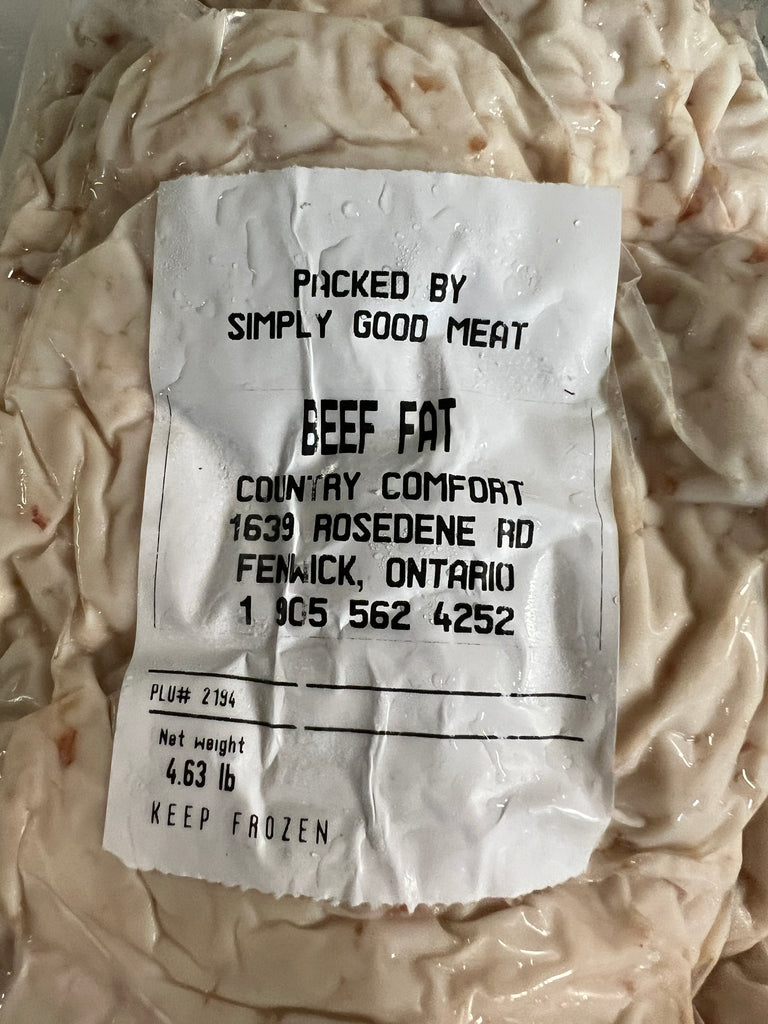 PACKED BY
SIMPLY GOOD MEAT
BEEF FAT
COUNTRY COMFORT
1639 ROSEDENE RD
FENWICK, ONTARIO
1 905 562 4252
PLU# 2194
Net weight
4.63 lb
KEEP FROZEN